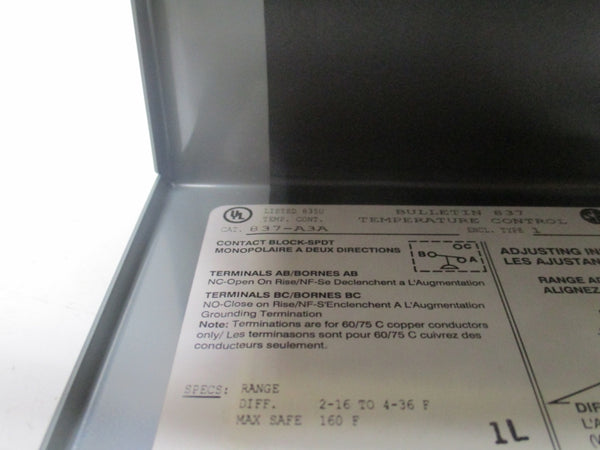 UL LISTED 835U BULLETIN 837
TEMP. CONT. TEMPERATURE CONTROL
CAT. 837-A3A ENCL. TYPE 1
CONTACT BLOCK-SPDT
MONOPOLAIRE A DEUX DIRECTIONS
C
B A
TERMINALS AB/BORNES AB
NC-Open On Rise/NF-Se Declenchent a L'Augmentation
TERMINALS BC/BORNES BC
NO-Close on Rise/NF-S'Enclenchent A L'Augmentation
Grounding Termination
Note: Terminations are for 60/75 C copper conductors
only/ Les terminasons sont pour 60/75 C cuivrez des
conducteurs seulement.
SPECS: RANGE
DIFF. 2-16 TO 4-36 F
MAX SAFE 160 F
1L
ADJUSTING IN
LES AJUSTAN
RANGE AD
ALIGNEZ
DIF
L'A
(V